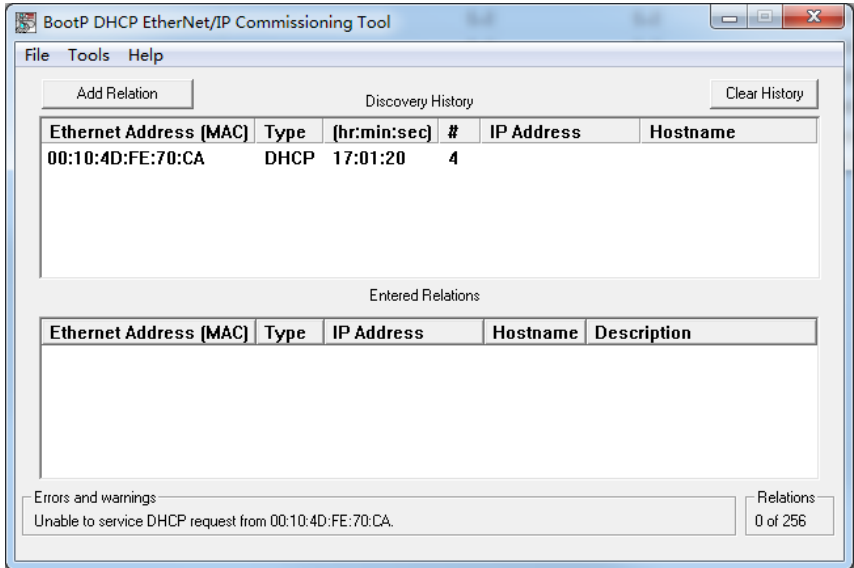 BootP DHCP EtherNet/IP Commissioning Tool
File Tools Help
Add Relation
Discovery History
Clear History
Ethernet Address (MAC) Type (hr:min:sec) # IP Address Hostname
00:10:4D:FE:70:CA DHCP 17:01:20 4
Entered Relations
Ethernet Address (MAC) Type IP Address Hostname Description
Errors and warnings
Unable to service DHCP request from 00:10:4D:FE:70:CA.
Relations
0 of 256